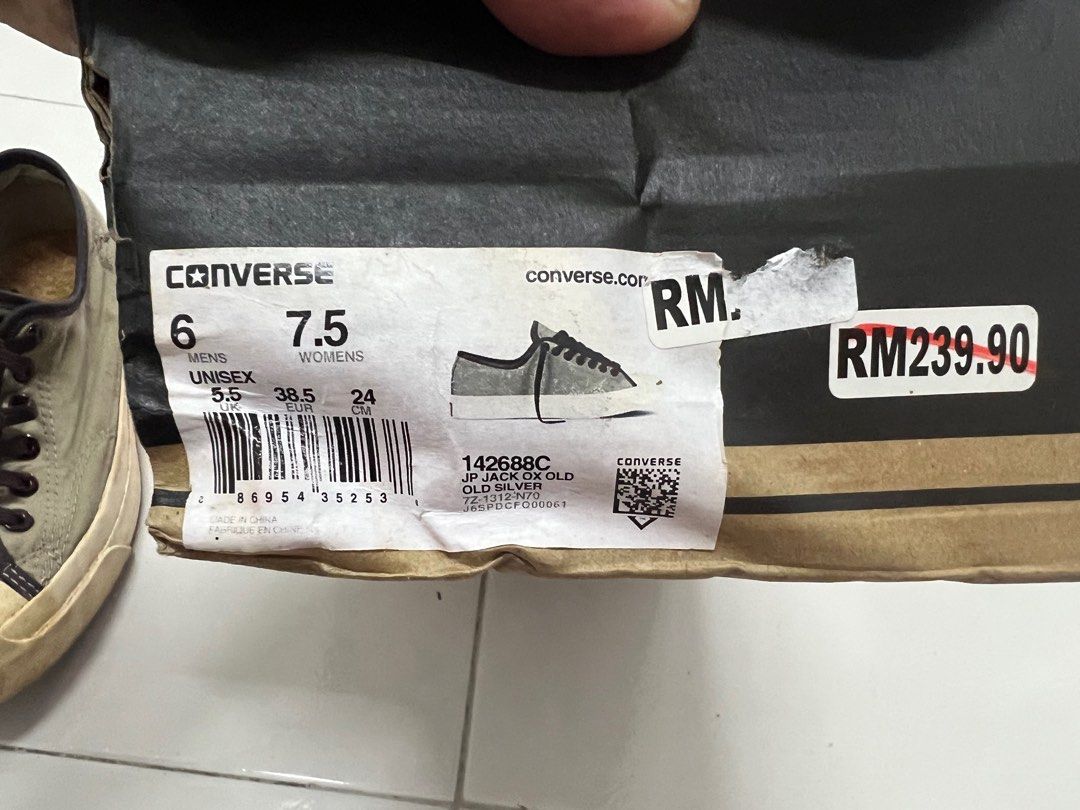 CONVERSE
converse.com
RM.
RM239.90
6 7.5
MENS WOMENS
UNISEX
5.5 38.5 24
UK EUR CM
86954 35253
142688C
JP JACK OX OLD
OLD SILVER
7Z-1312-N70
J6SPDCFQ00061
CONVERSE
MADE IN CHINA
FABRIQUE EN CHINE